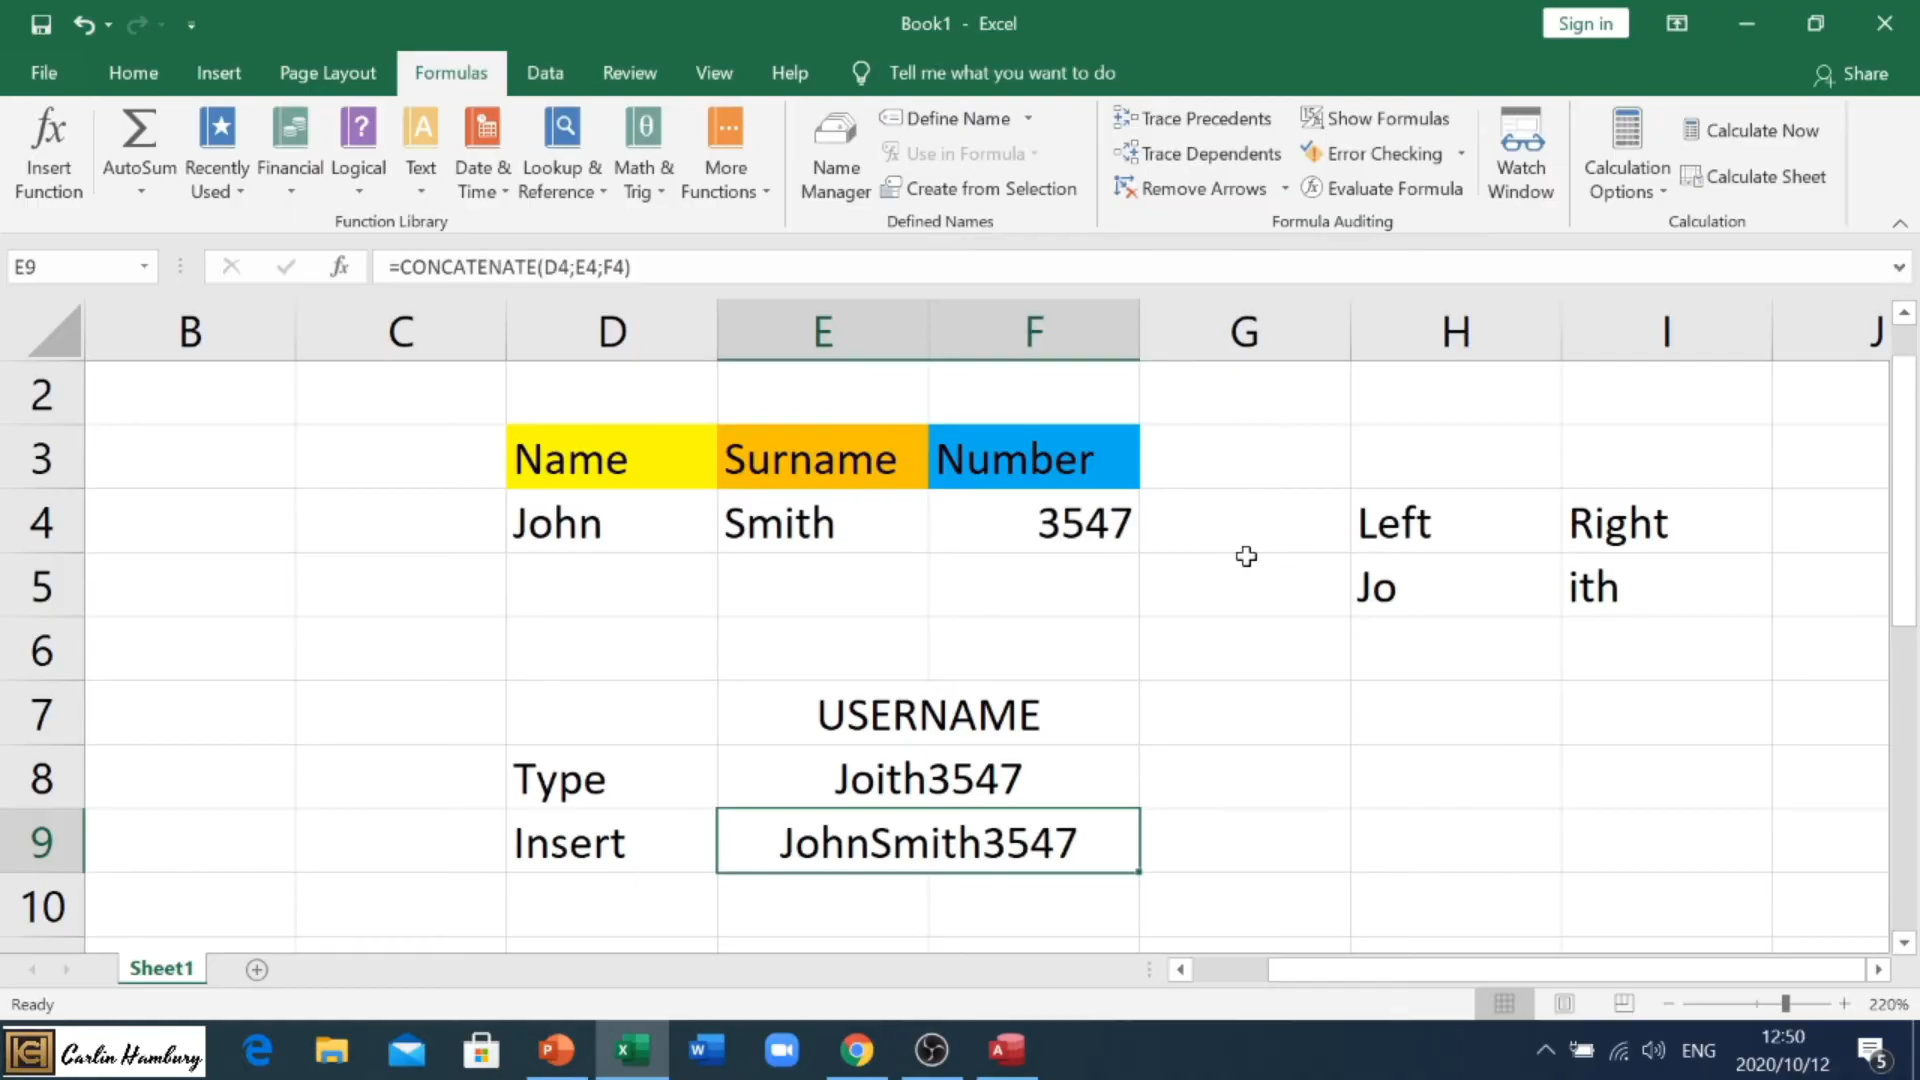 Book1 - Excel
Sign in
File Home Insert Page Layout Formulas Data Review View Help Tell me what you want to do Share
Insert Function
AutoSum
Recently Used
Financial
Logical
Text
Date & Time
Lookup & Reference
Math & Trig
More Functions
Function Library
Name Manager
Define Name
Use in Formula
Create from Selection
Defined Names
Trace Precedents
Trace Dependents
Remove Arrows
Show Formulas
Error Checking
Evaluate Formula
Formula Auditing
Watch Window
Calculation Options
Calculate Now
Calculate Sheet
Calculation
E9 fx =CONCATENATE(D4;E4;F4)
B C D E F G H I J
2
3 Name Surname Number
4 John Smith 3547 Left Right
5 Jo ith
6
7 USERNAME
8 Type Joith3547
9 Insert JohnSmith3547
10
Sheet1
Ready 220%
Carlin Hambury
ENG
12:50
2020/10/12
5